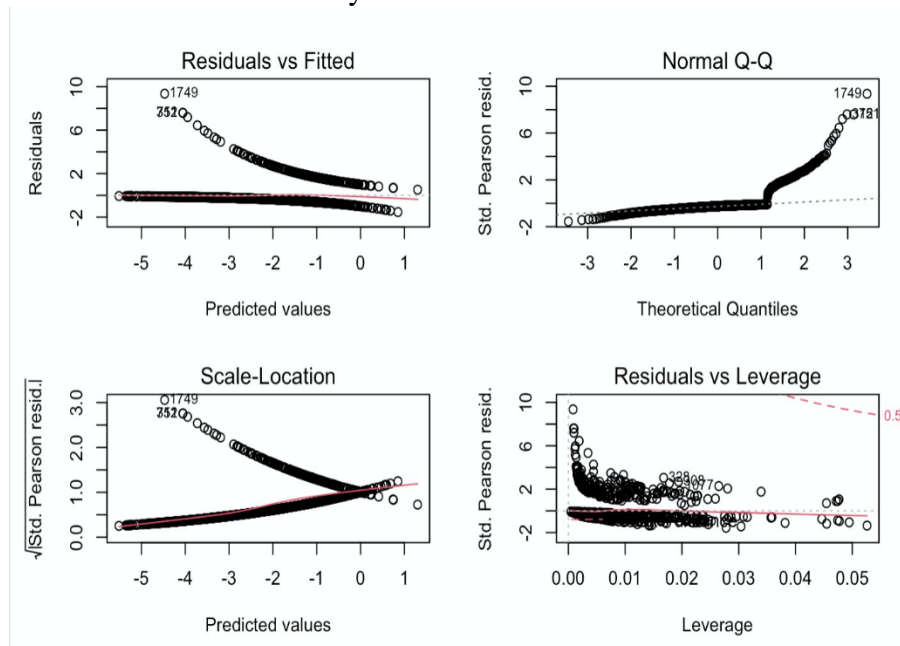 Residuals vs Fitted
Residuals
10
6
2
-2
1749
-5 -4 -3 -2 -1 0 1
Predicted values
Normal Q-Q
Std. Pearson resid.
10
6
2
-2
1749
-3 -2 -1 0 1 2 3
Theoretical Quantiles
Scale-Location
√|Std. Pearson resid.|
3.0
2.0
1.0
0.0
1749
-5 -4 -3 -2 -1 0 1
Predicted values
Residuals vs Leverage
Std. Pearson resid.
10
6
2
-2
0.5
0.00 0.01 0.02 0.03 0.04 0.05
Leverage